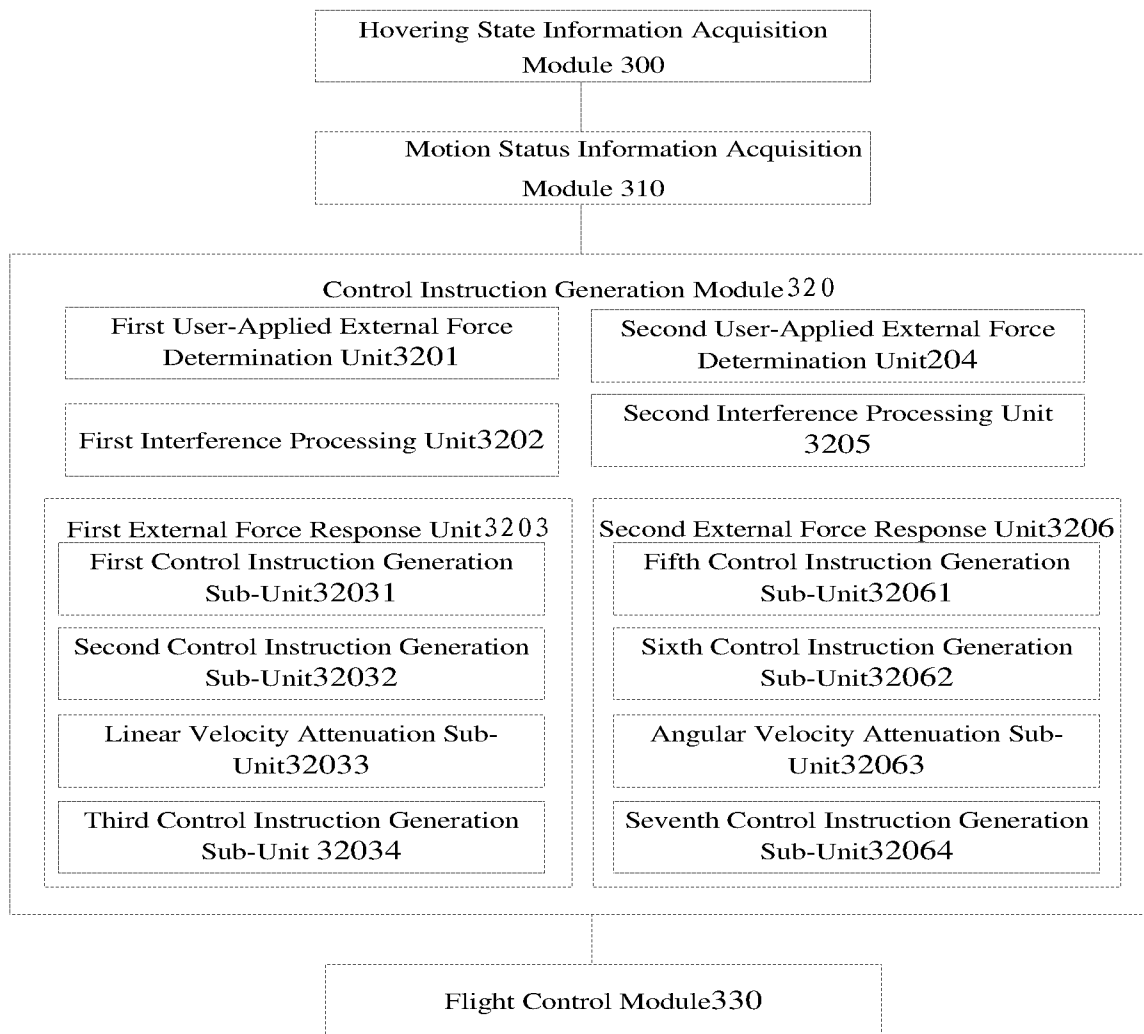 Hovering State Information Acquisition
Module 300
Motion Status Information Acquisition
Module 310
Control Instruction Generation Module320
First User-Applied External Force
Determination Unit3201
Second User-Applied External Force
Determination Unit204
First Interference Processing Unit3202
Second Interference Processing Unit
3205
First External Force Response Unit3203
First Control Instruction Generation
Sub-Unit32031
Second Control Instruction Generation
Sub-Unit32032
Linear Velocity Attenuation Sub-
Unit32033
Third Control Instruction Generation
Sub-Unit 32034
Second External Force Response Unit3206
Fifth Control Instruction Generation
Sub-Unit32061
Sixth Control Instruction Generation
Sub-Unit32062
Angular Velocity Attenuation Sub-
Unit32063
Seventh Control Instruction Generation
Sub-Unit32064
Flight Control Module330